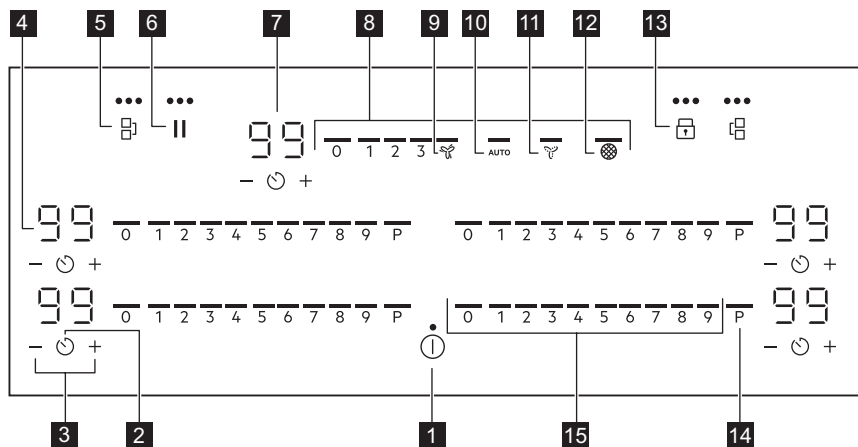 4 5 6 7 8 9 10 11 12 13
99 0 1 2 3 AUTO
− +
99 0 1 2 3 4 5 6 7 8 9 P 0 1 2 3 4 5 6 7 8 9 P 99
− + − +
99 0 1 2 3 4 5 6 7 8 9 P 0 1 2 3 4 5 6 7 8 9 P 99
− + − +
3 2 1 15 14